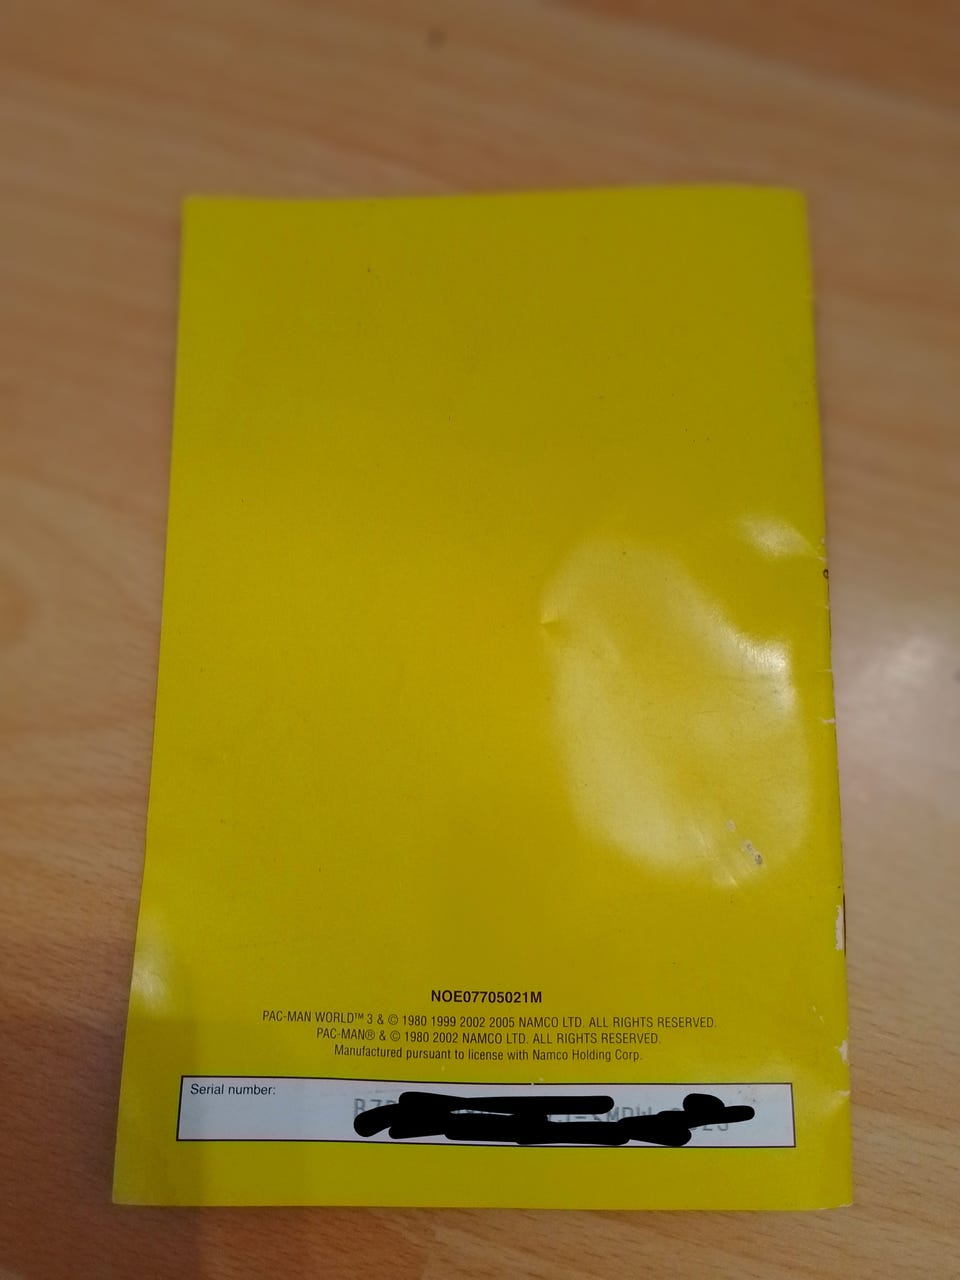 NOE07705021M
PAC-MAN WORLD™ 3 & © 1980 1999 2002 2005 NAMCO LTD. ALL RIGHTS RESERVED.
PAC-MAN® & © 1980 2002 NAMCO LTD. ALL RIGHTS RESERVED.
Manufactured pursuant to license with Namco Holding Corp.
Serial number: